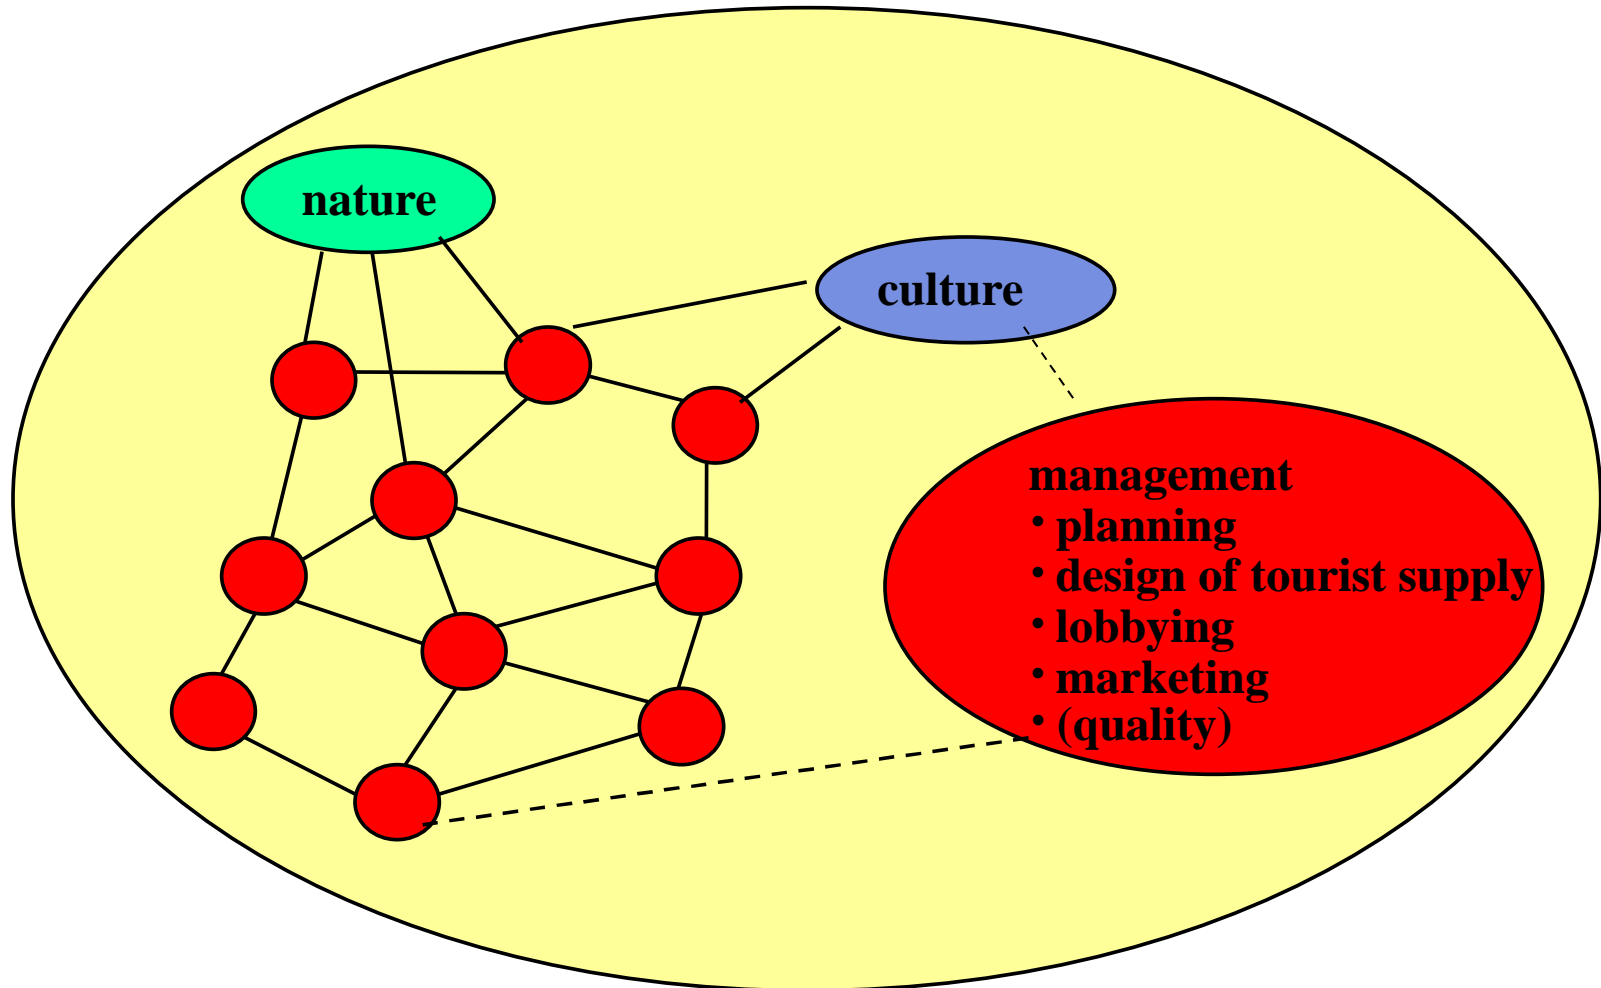 nature
culture
management
• planning
• design of tourist supply
• lobbying
• marketing
• (quality)